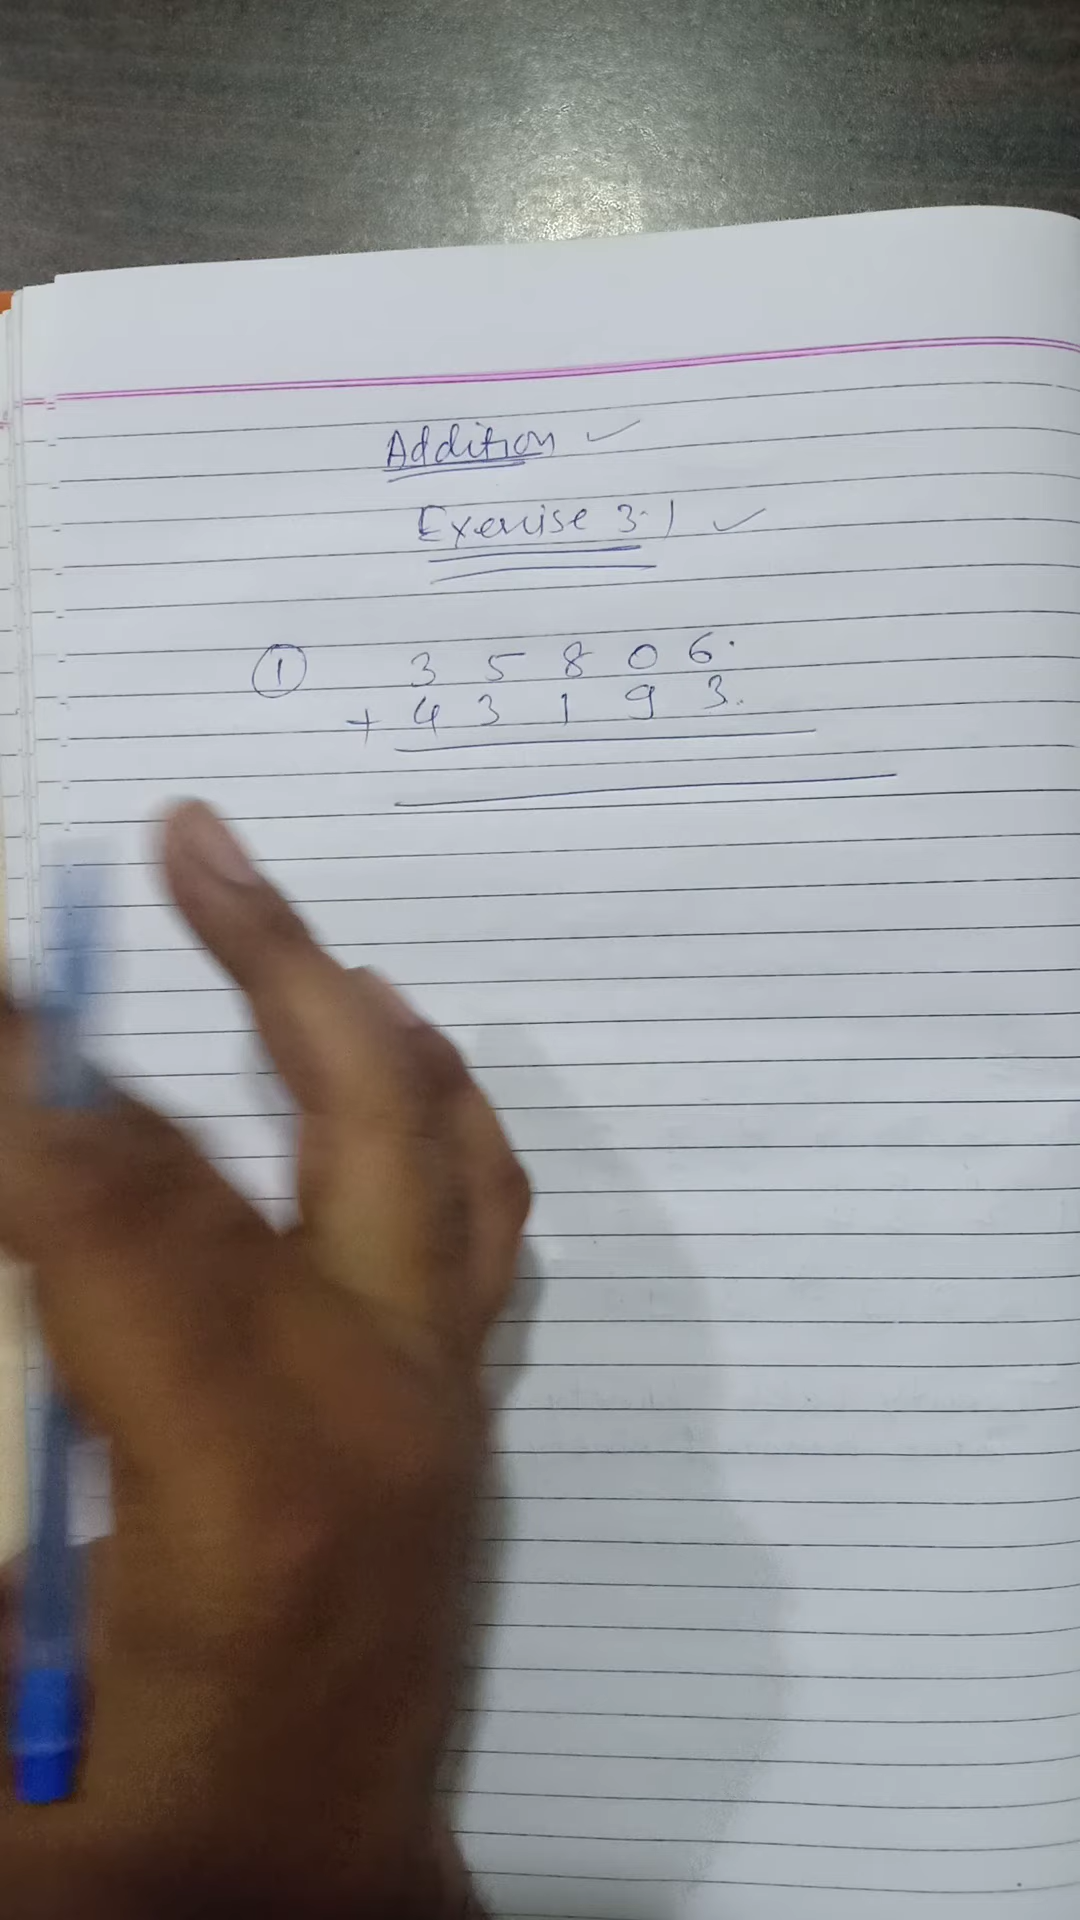 Addition ✓
Exercise 3.1 ✓
① 3 5 8 0 6.
+ 4 3 1 9 3.